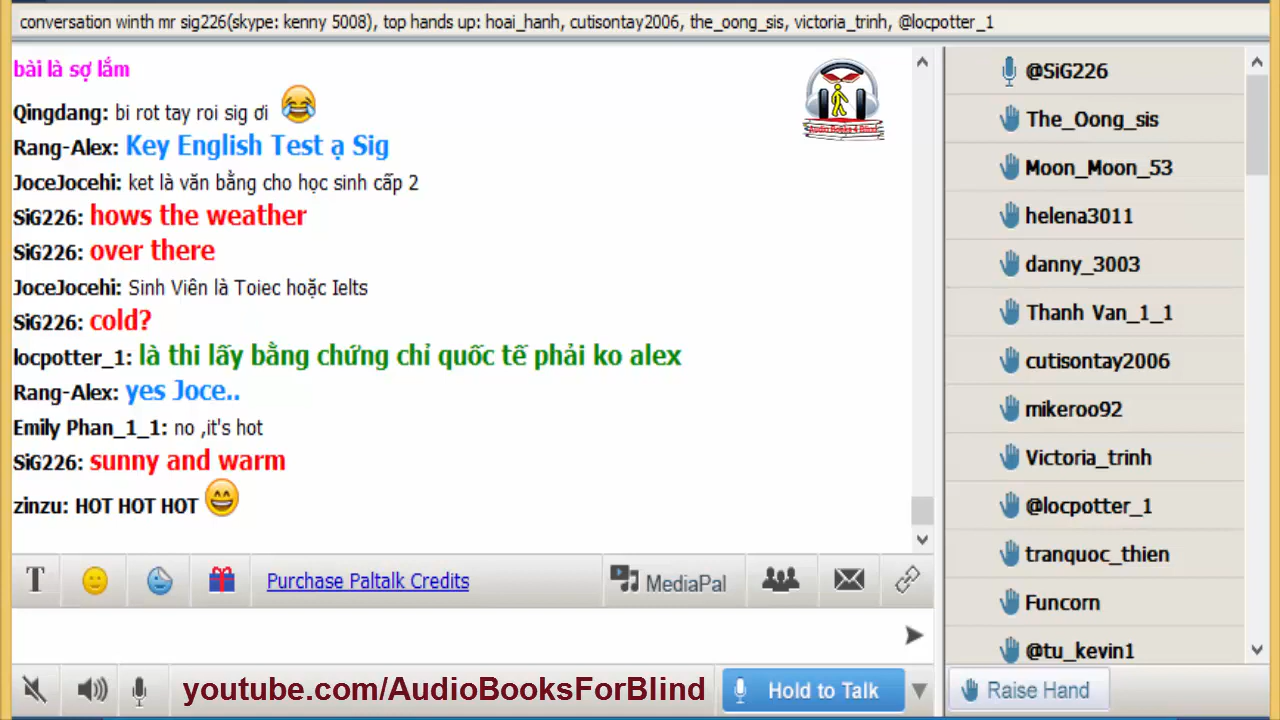 conversation winth mr sig226(skype: kenny 5008), top hands up: hoai_hanh, cutisontay2006, the_oong_sis, victoria_trinh, @locpotter_1
bài là sợ lắm
Qingdang: bi rot tay roi sig ơi
Rang-Alex: Key English Test ạ Sig
JoceJocehi: ket là văn bằng cho học sinh cấp 2
SiG226: hows the weather
SiG226: over there
JoceJocehi: Sinh Viên là Toiec hoặc Ielts
SiG226: cold?
locpotter_1: là thi lấy bằng chứng chỉ quốc tế phải ko alex
Rang-Alex: yes Joce..
Emily Phan_1_1: no ,it's hot
SiG226: sunny and warm
zinzu: HOT HOT HOT
Audio Books 4 Blind
@SiG226
The_Oong_sis
Moon_Moon_53
helena3011
danny_3003
Thanh Van_1_1
cutisontay2006
mikeroo92
Victoria_trinh
@locpotter_1
tranquoc_thien
Funcorn
@tu_kevin1
T
Purchase Paltalk Credits
MediaPal
youtube.com/AudioBooksForBlind
Hold to Talk
Raise Hand